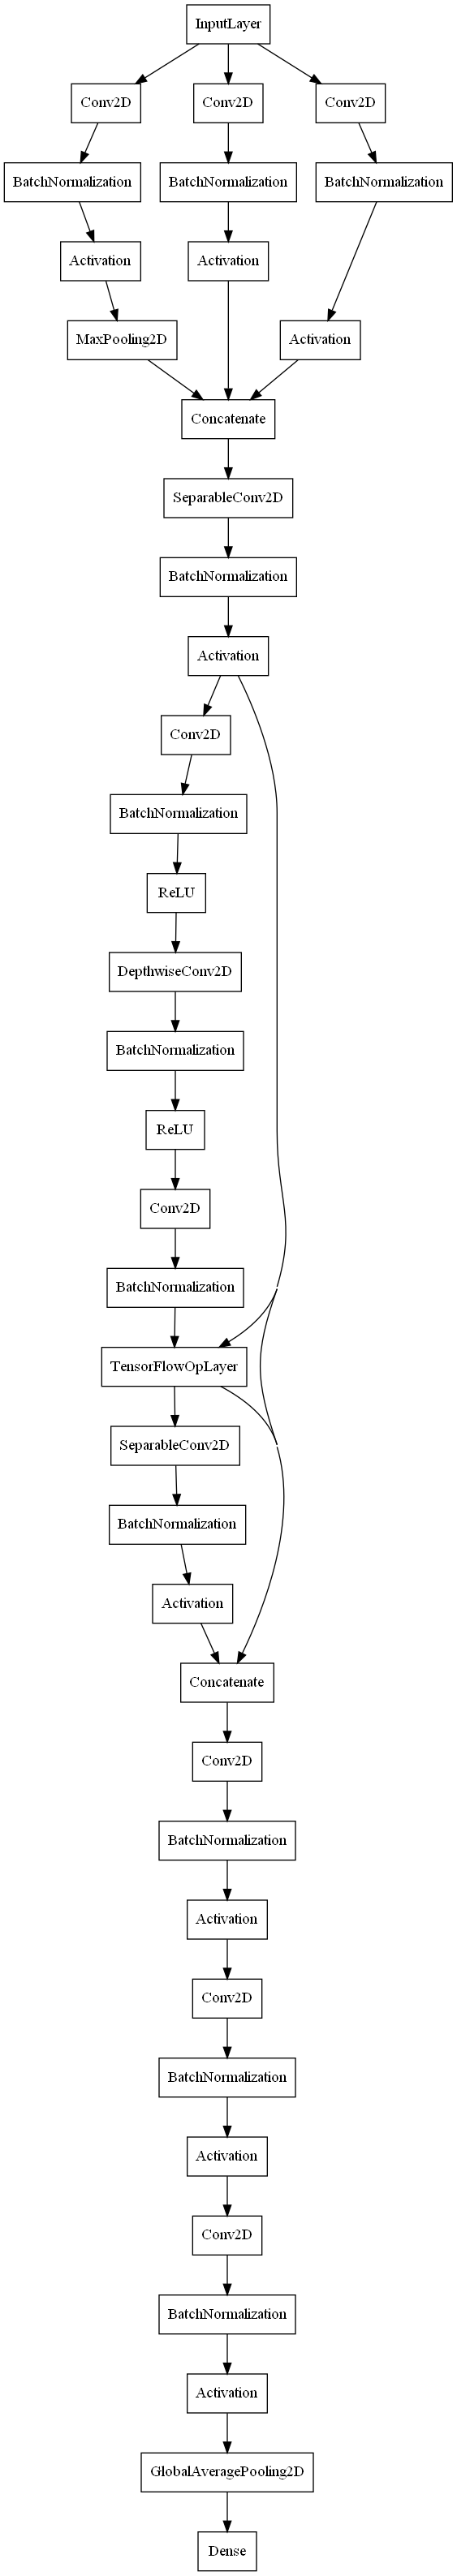 InputLayer
Conv2D
Conv2D
Conv2D
BatchNormalization
BatchNormalization
BatchNormalization
Activation
Activation
MaxPooling2D
Activation
Concatenate
SeparableConv2D
BatchNormalization
Activation
Conv2D
BatchNormalization
ReLU
DepthwiseConv2D
BatchNormalization
ReLU
Conv2D
BatchNormalization
TensorFlowOpLayer
SeparableConv2D
BatchNormalization
Activation
Concatenate
Conv2D
BatchNormalization
Activation
Conv2D
BatchNormalization
Activation
Conv2D
BatchNormalization
Activation
GlobalAveragePooling2D
Dense